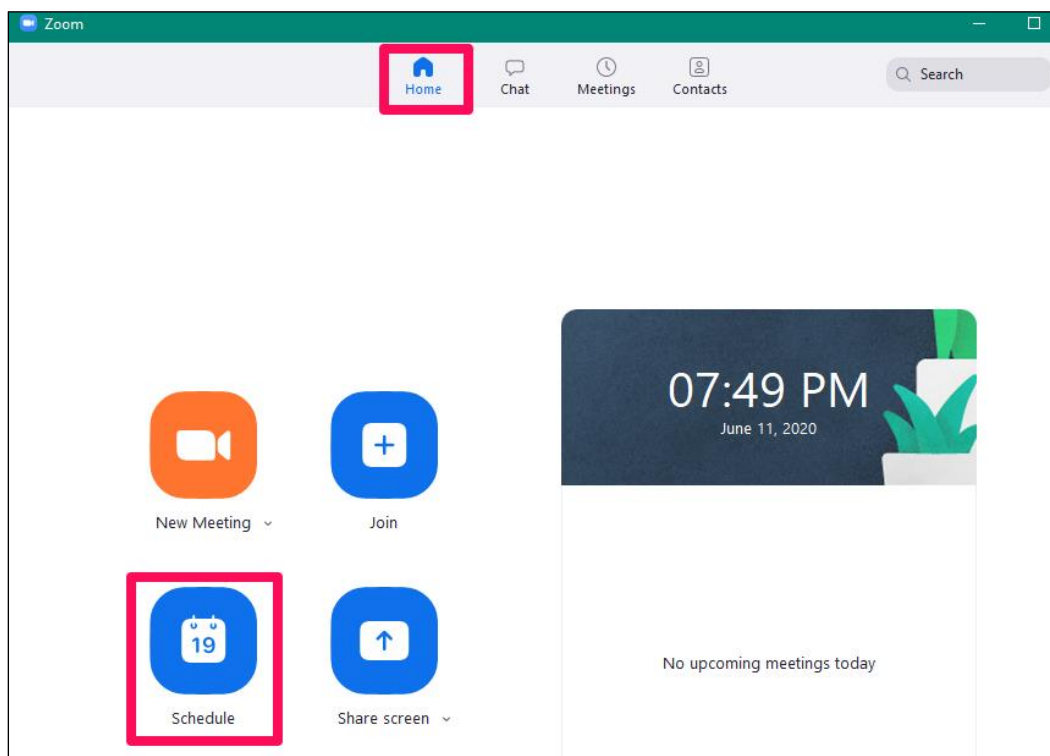 Zoom
Home
Chat
Meetings
Contacts
Search
07:49 PM
June 11, 2020
New Meeting
Join
19
Schedule
Share screen
No upcoming meetings today